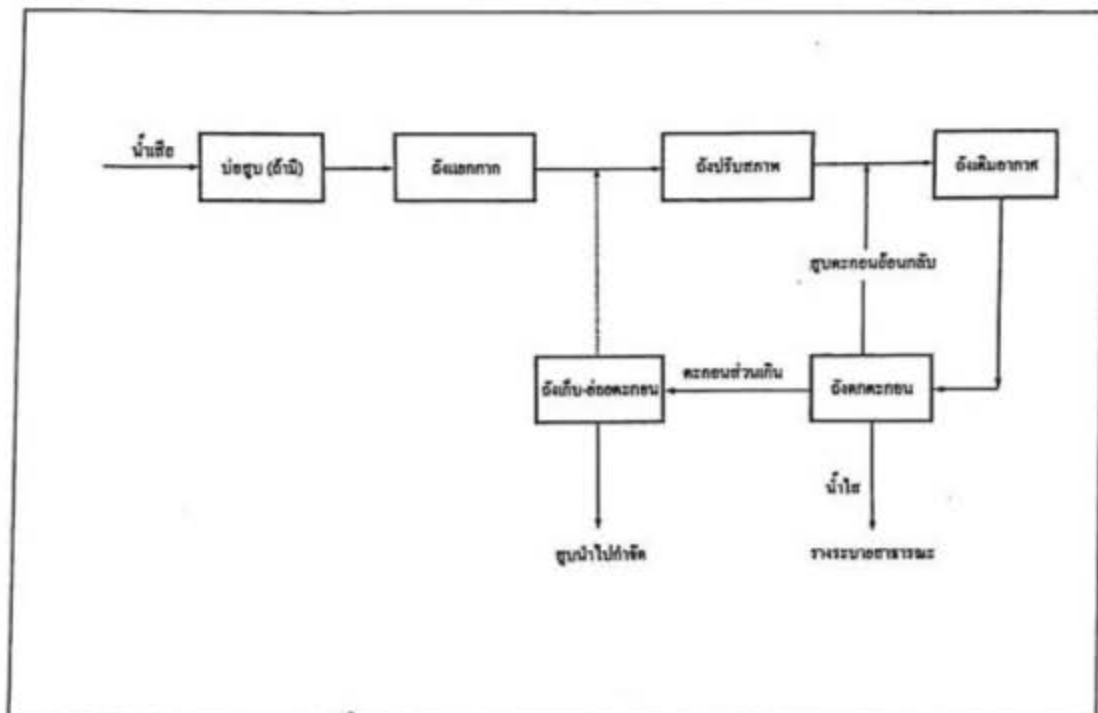 น้ำเสีย
บ่อสูบ (ถ้ามี)
ถังแยกกาก
ถังปรับสภาพ
ถังเติมอากาศ
สูบตะกอนย้อนกลับ
ถังเก็บ-ย่อยตะกอน
ตะกอนส่วนเกิน
ถังตกตะกอน
น้ำใส
สูบนำไปกำจัด
รางระบายสาธารณะ